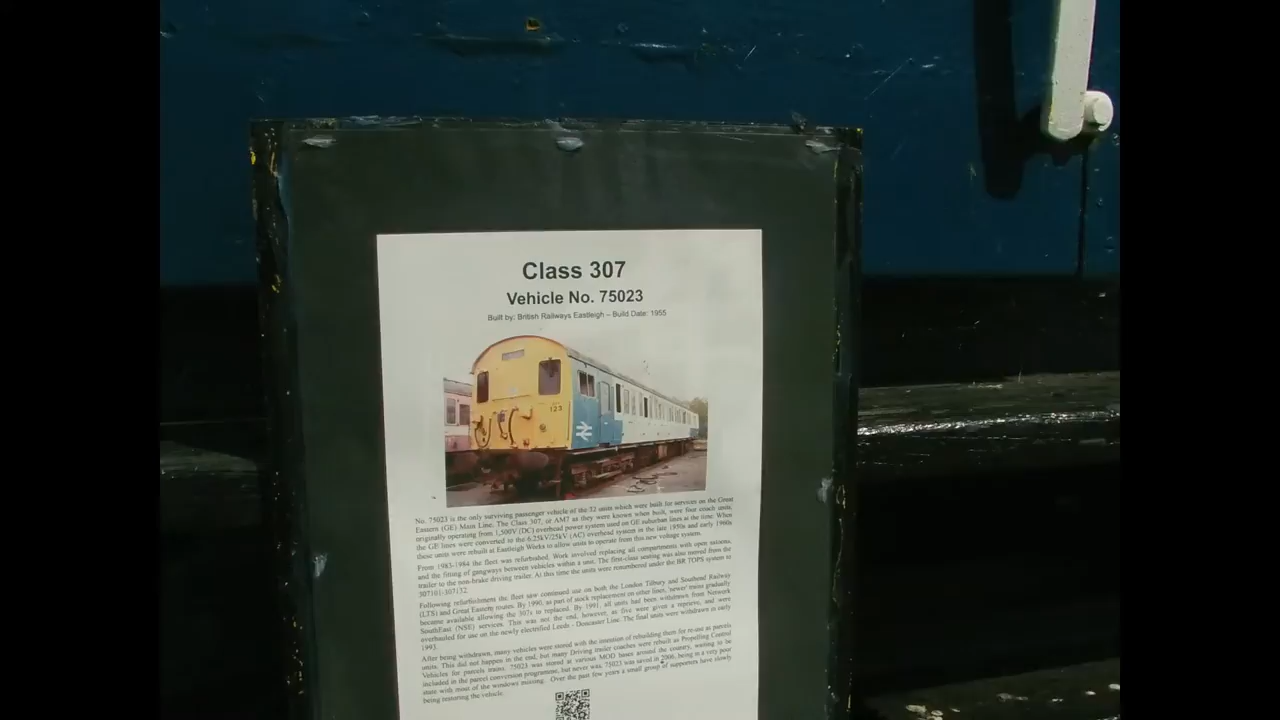 Class 307
Vehicle No. 75023
Built by: British Railways Eastleigh – Build Date: 1955
123
No. 75023 is the only surviving passenger vehicle of the 32 units which were built for services on the Great
Eastern (GE) Main Line. The Class 307, or AM7 as they were known when built, were four coach units
originally operating from 1,500V (DC) overhead power system used on GE suburban lines at the time. When
the GE lines were converted to the 6.25kV/25kV (AC) overhead system in the late 1950s and early 1960s
these units were rebuilt at Eastleigh Works to allow units to operate from this new voltage system.
From 1983-1984 the fleet was refurbished. Work involved replacing all compartments with open saloons,
and the fitting of gangways between vehicles within a unit. The first-class seating was also moved from the
trailer to the non-brake driving trailer. At this time the units were renumbered under the BR TOPS system to
307101-307132.
Following refurbishment the fleet saw continued use on both the London Tilbury and Southend Railway
(LTS) and Great Eastern routes. By 1990, as part of stock replacement on other lines, 'newer' trains gradually
became available allowing the 307s to replaced. By 1991, all units had been withdrawn from Network
SouthEast (NSE) services. This was not the end, however, as five were given a reprieve, and were
overhauled for use on the newly electrified Leeds - Doncaster Line. The final units were withdrawn in early
1993.
After being withdrawn, many vehicles were stored with the intention of rebuilding them for re-use as parcels
units. This did not happen in the end, but many Driving trailer coaches were rebuilt as Propelling Control
Vehicles for parcels trains. 75023 was stored at various MOD bases around the country, waiting to be
included in the parcel conversion programme, but never was. 75023 was saved in 2006, being in a very poor
state with most of the windows missing. Over the past few years a small group of supporters have slowly
being restoring the vehicle.